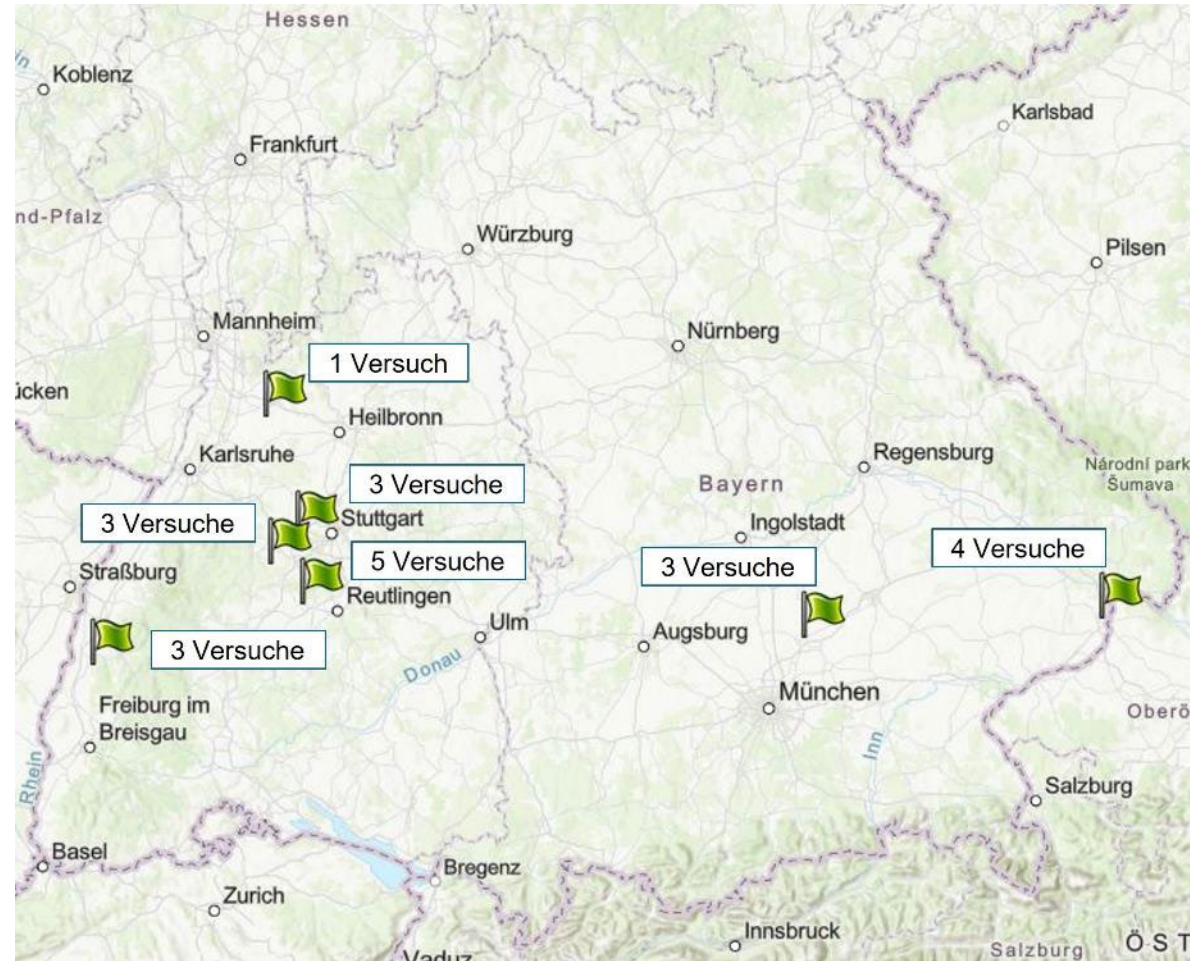 Hessen
Koblenz
Karlsbad
Frankfurt
nd-Pfalz
Würzburg
Pilsen
Mannheim
Nürnberg
1 Versuch
ücken
Heilbronn
Karlsruhe
Regensburg
Národní park
Šumava
3 Versuche
Bayern
3 Versuche
Stuttgart
Ingolstadt
4 Versuche
5 Versuche
3 Versuche
Straßburg
Reutlingen
Ulm
Augsburg
3 Versuche
Donau
München
Freiburg im
Breisgau
Oberö
Inn
Rhein
Salzburg
Basel
Bregenz
Zurich
Innsbruck
Salzburg
ÖST
Vaduz